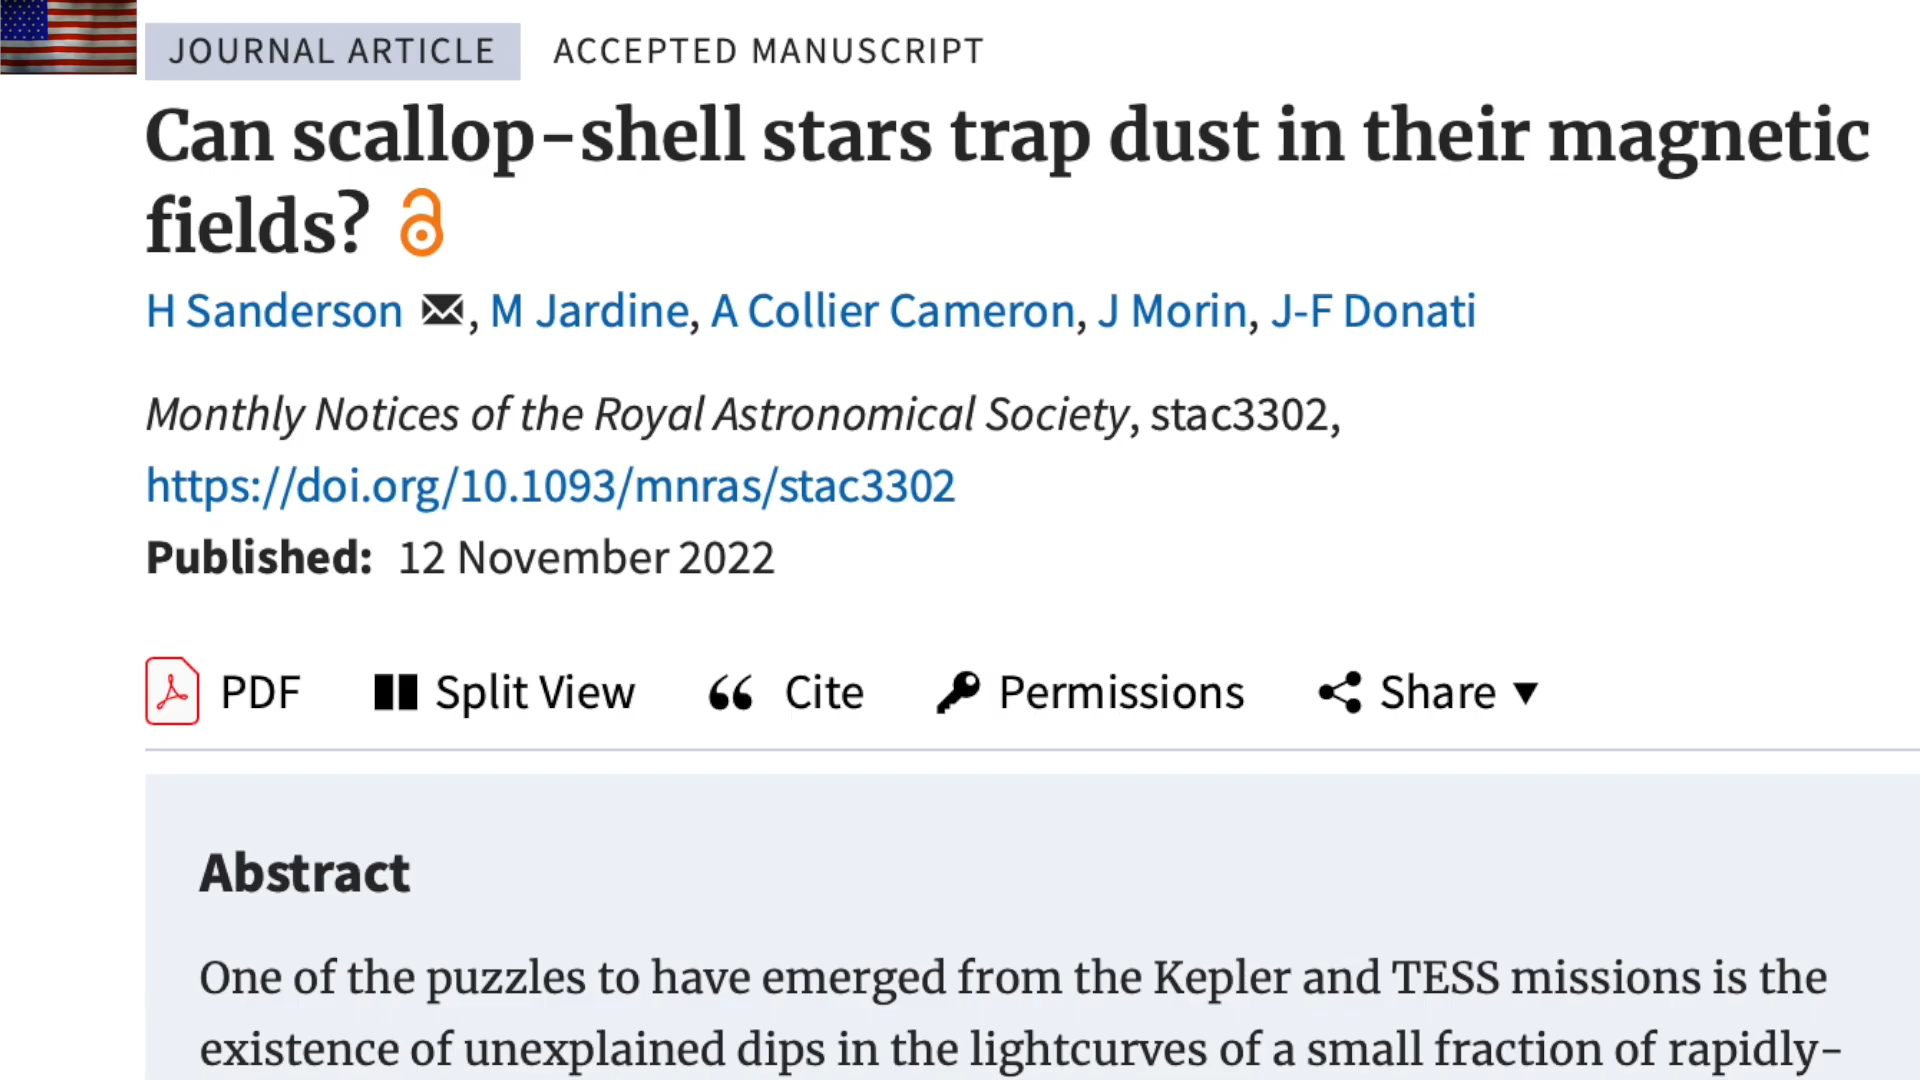 JOURNAL ARTICLE ACCEPTED MANUSCRIPT
Can scallop-shell stars trap dust in their magnetic
fields?
H Sanderson, M Jardine, A Collier Cameron, J Morin, J-F Donati
Monthly Notices of the Royal Astronomical Society, stac3302,
https://doi.org/10.1093/mnras/stac3302
Published: 12 November 2022
PDF Split View Cite Permissions Share
Abstract
One of the puzzles to have emerged from the Kepler and TESS missions is the
existence of unexplained dips in the lightcurves of a small fraction of rapidly-